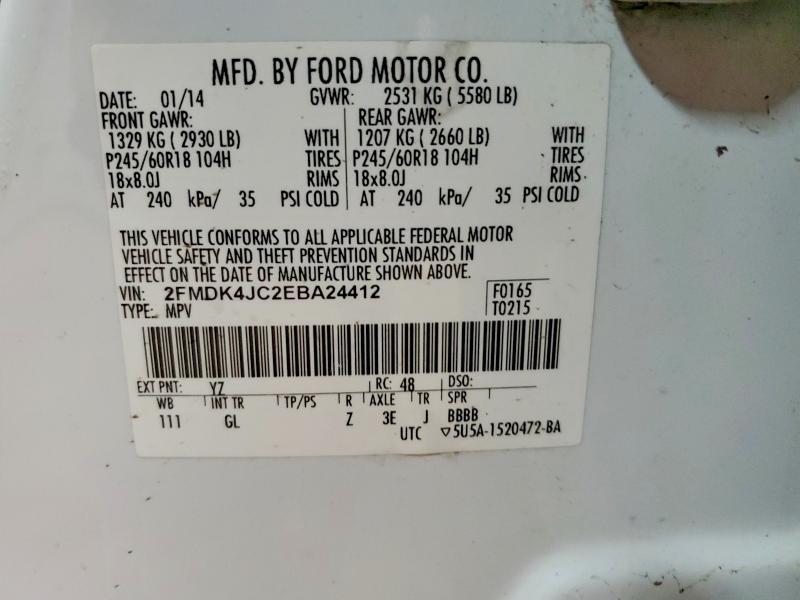 MFD. BY FORD MOTOR CO.
DATE: 01/14 GVWR: 2531 KG ( 5580 LB)
FRONT GAWR: REAR GAWR:
1329 KG ( 2930 LB) WITH 1207 KG ( 2660 LB) WITH
P245/60R18 104H TIRES P245/60R18 104H TIRES
18x8.0J RIMS 18x8.0J RIMS
AT 240 kPa/ 35 PSI COLD AT 240 kPa/ 35 PSI COLD
THIS VEHICLE CONFORMS TO ALL APPLICABLE FEDERAL MOTOR
VEHICLE SAFETY AND THEFT PREVENTION STANDARDS IN
EFFECT ON THE DATE OF MANUFACTURE SHOWN ABOVE.
VIN: 2FMDK4JC2EBA24412 F0165
TYPE: MPV T0215
EXT PNT: YZ RC: 48 DSO:
WB INT TR TP/PS R AXLE TR SPR
111 GL Z 3E J BBBB
UTC ▽5U5A-1520472-BA